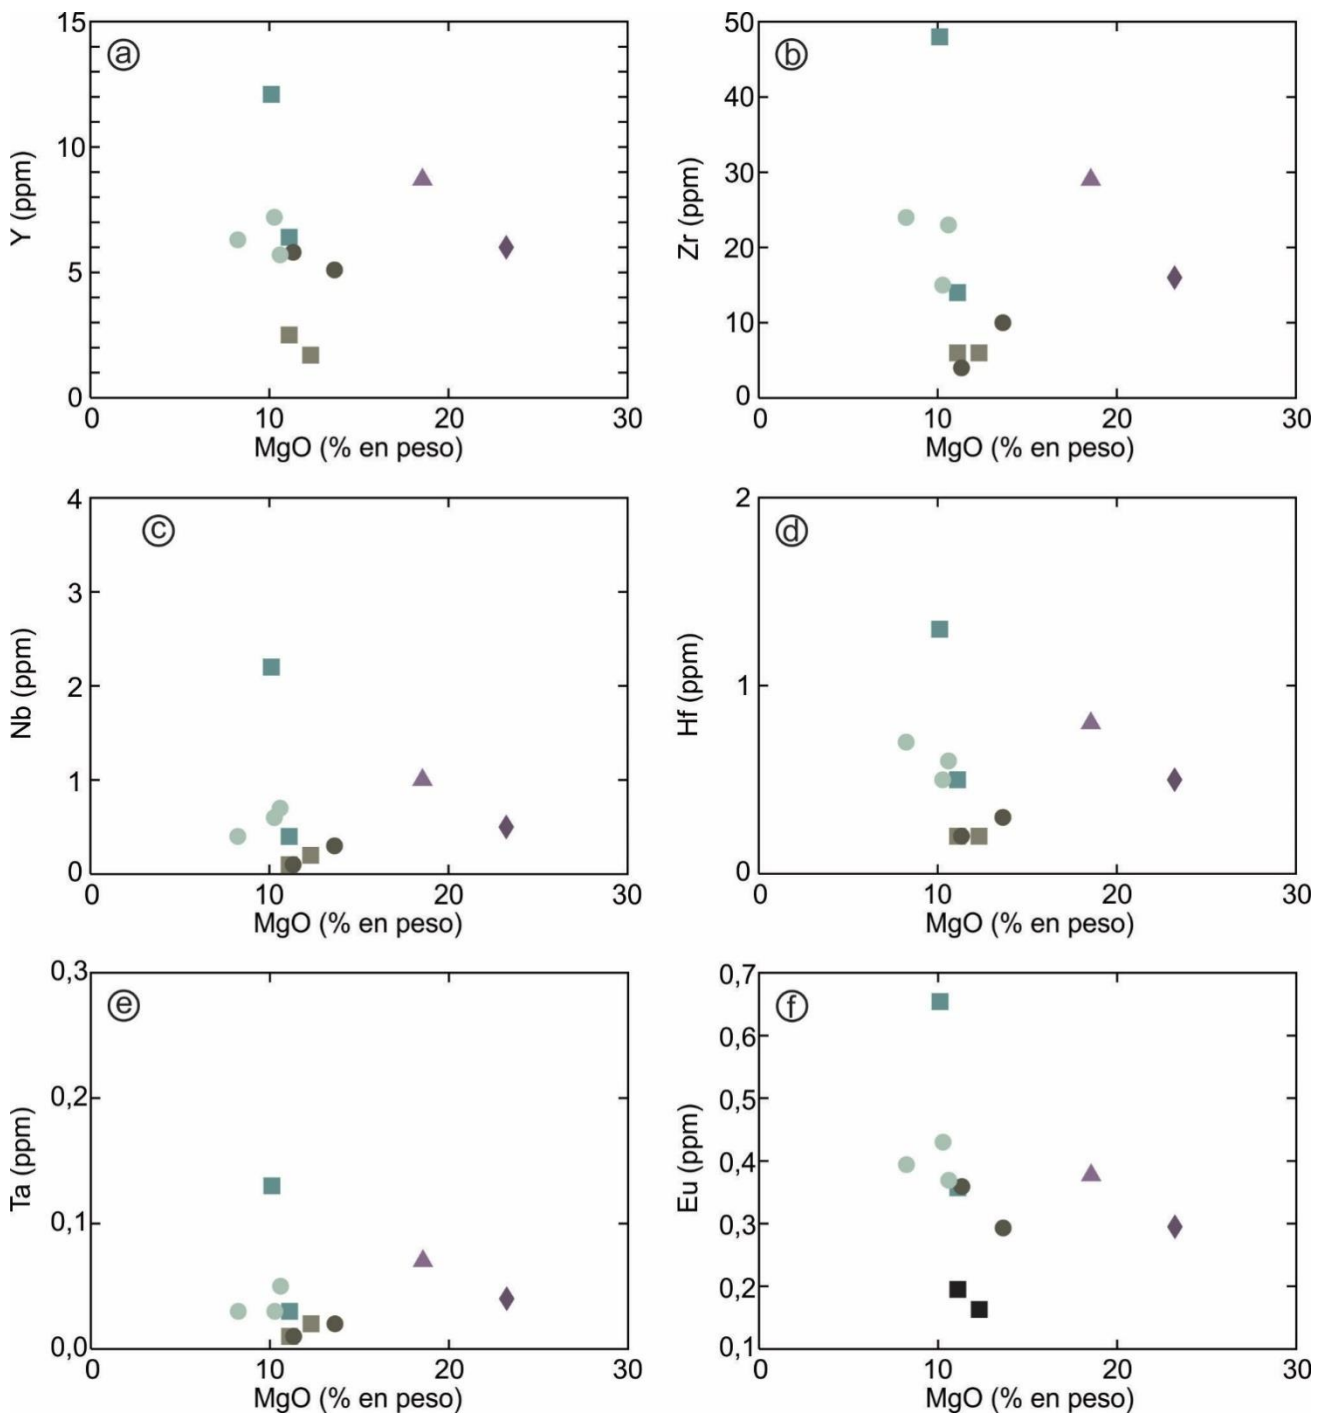 15
10
5
0
Y (ppm)
a
0
10
20
30
MgO (% en peso)
50
40
30
20
10
0
Zr (ppm)
b
0
10
20
30
MgO (% en peso)
4
3
2
1
0
Nb (ppm)
c
0
10
20
30
MgO (% en peso)
2
1
0
Hf (ppm)
d
0
10
20
30
MgO (% en peso)
0,3
0,2
0,1
0,0
Ta (ppm)
e
0
10
20
30
MgO (% en peso)
0,7
0,6
0,5
0,4
0,3
0,2
0,1
Eu (ppm)
f
0
10
20
30
MgO (% en peso)